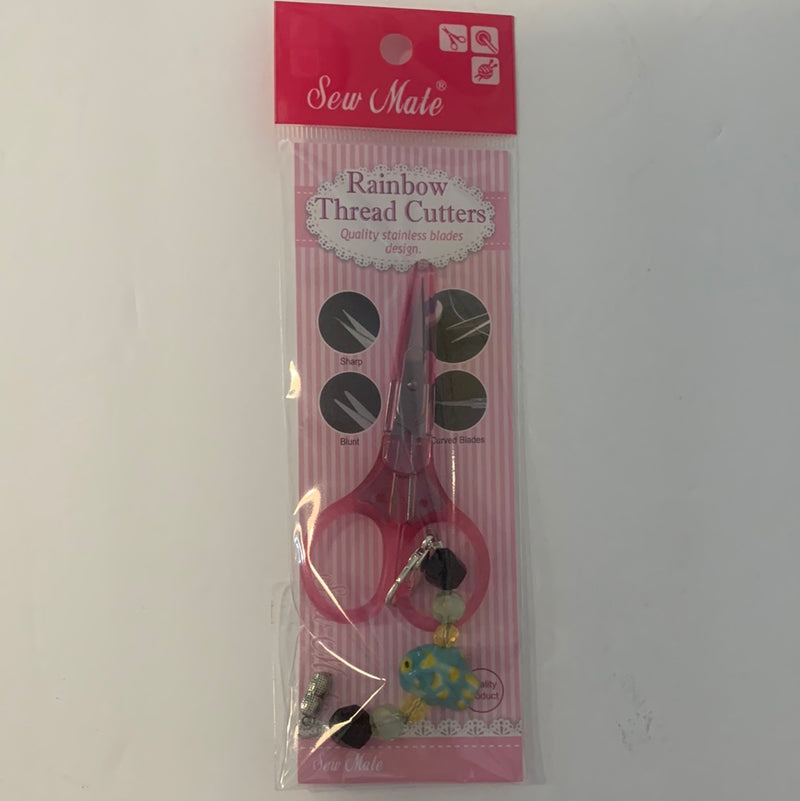 Sew Mate®
Rainbow
Thread Cutters
Quality stainless blades
design.
Sharp
Blunt
Curved Blades
Sew Mate